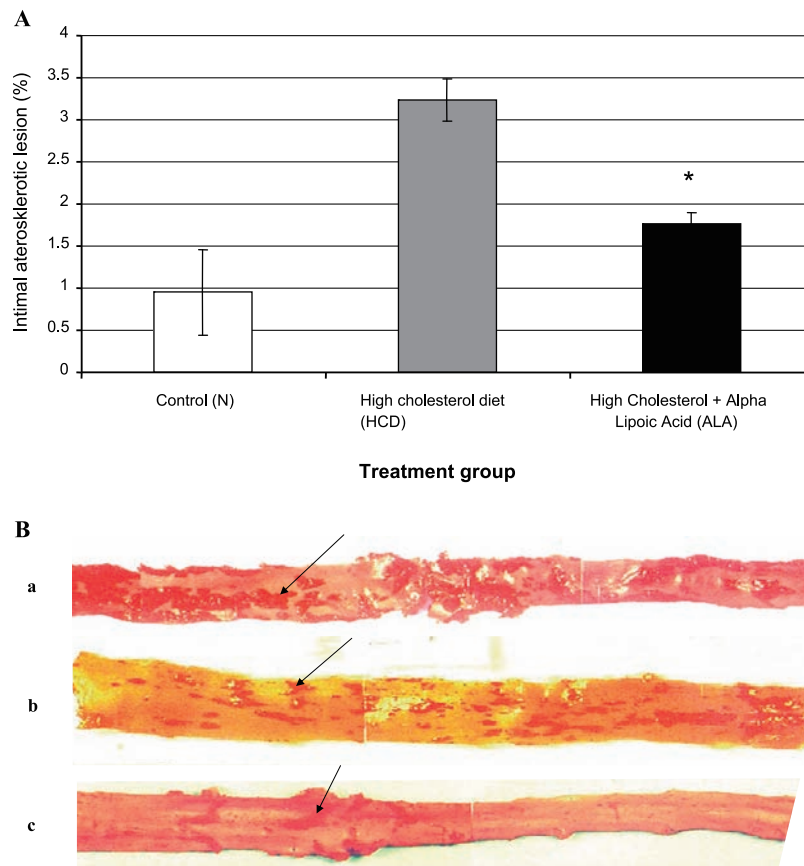 A
4
3.5
3
2.5
2
1.5
1
0.5
0
Intimal aterosklerotic lesion (%)
*
Control (N)
High cholesterol diet
(HCD)
High Cholesterol + Alpha
Lipoic Acid (ALA)
Treatment group
B
a
b
c